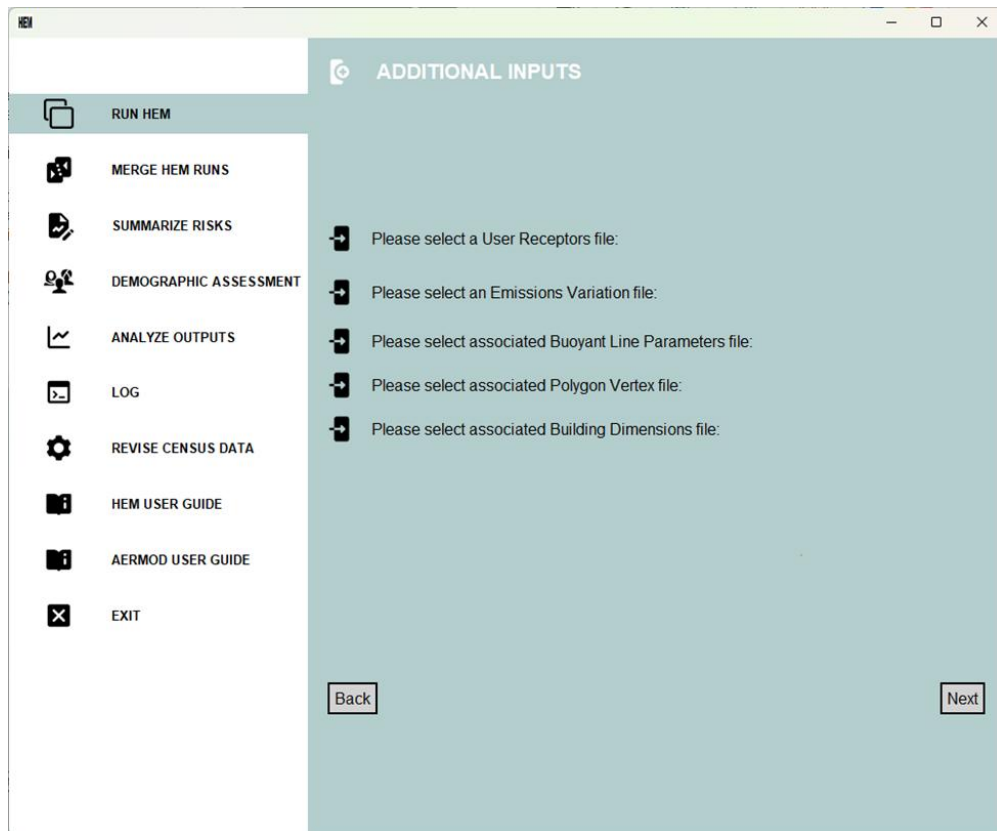 HEM
ADDITIONAL INPUTS
RUN HEM
MERGE HEM RUNS
SUMMARIZE RISKS
DEMOGRAPHIC ASSESSMENT
ANALYZE OUTPUTS
LOG
REVISE CENSUS DATA
HEM USER GUIDE
AERMOD USER GUIDE
EXIT
Please select a User Receptors file:
Please select an Emissions Variation file:
Please select associated Buoyant Line Parameters file:
Please select associated Polygon Vertex file:
Please select associated Building Dimensions file:
Back
Next